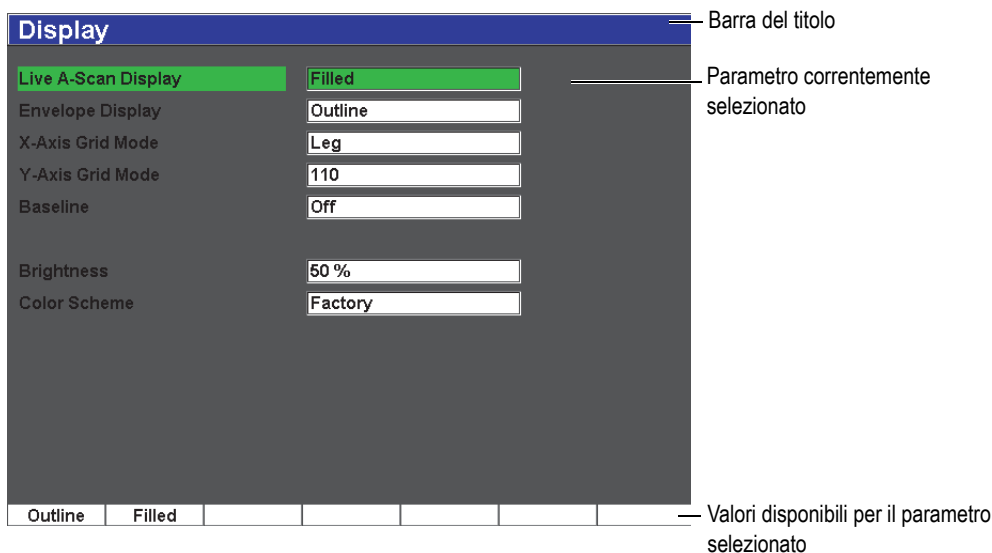 Display
Barra del titolo
Live A-Scan Display Filled
Parametro correntemente
selezionato
Envelope Display Outline
X-Axis Grid Mode Leg
Y-Axis Grid Mode 110
Baseline Off
Brightness 50 %
Color Scheme Factory
Outline Filled
Valori disponibili per il parametro
selezionato